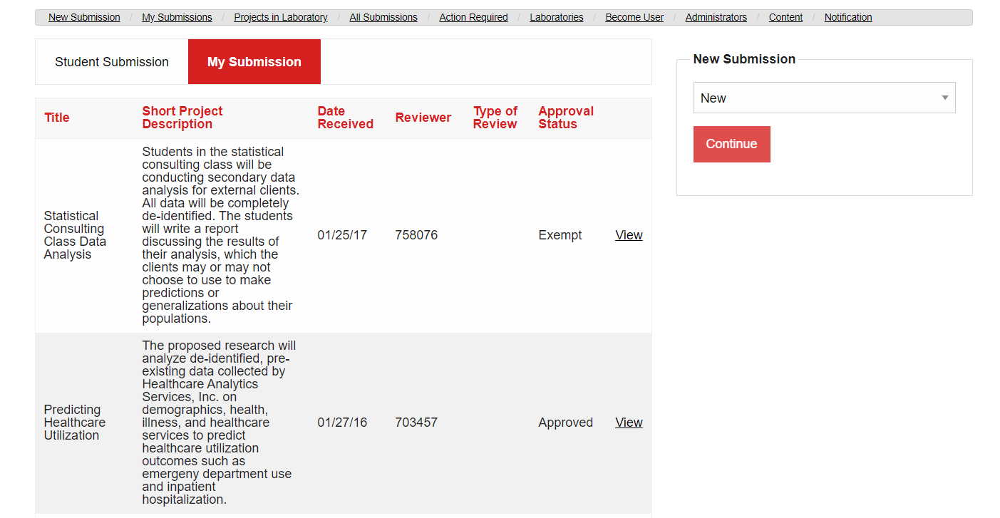 New Submission / My Submissions / Projects in Laboratory / All Submissions / Action Required / Laboratories / Become User / Administrators / Content / Notification
Student Submission My Submission
New Submission
New
Continue
Title Short Project Description Date Received Reviewer Type of Review Approval Status
Statistical
Consulting
Class Data
Analysis
Students in the statistical
consulting class will be
conducting secondary data
analysis for external clients.
All data will be completely
de-identified. The students
will write a report
discussing the results of
their analysis, which the
clients may or may not
choose to use to make
predictions or
generalizations about their
populations.
01/25/17 758076 Exempt View
Predicting
Healthcare
Utilization
The proposed research will
analyze de-identified, pre-
existing data collected by
Healthcare Analytics
Services, Inc. on
demographics, health,
illness, and healthcare
services to predict
healthcare utilization
outcomes such as
emergeny department use
and inpatient
hospitalization.
01/27/16 703457 Approved View